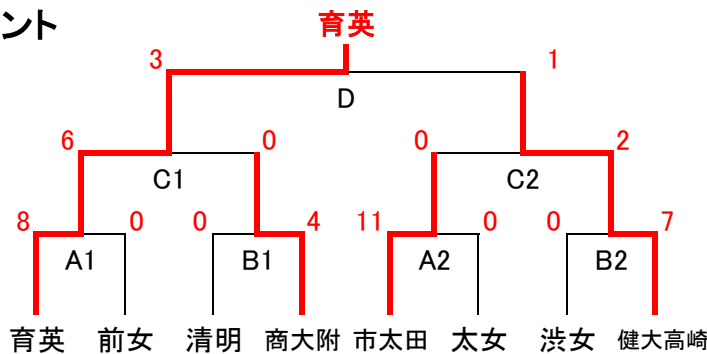 ント
育英
3 1
D
6 0 0 2
C1 C2
8 0 0 4 11 0 0 7
A1 B1 A2 B2
育英 前女 清明 商大附 市太田 太女 渋女 健大高崎